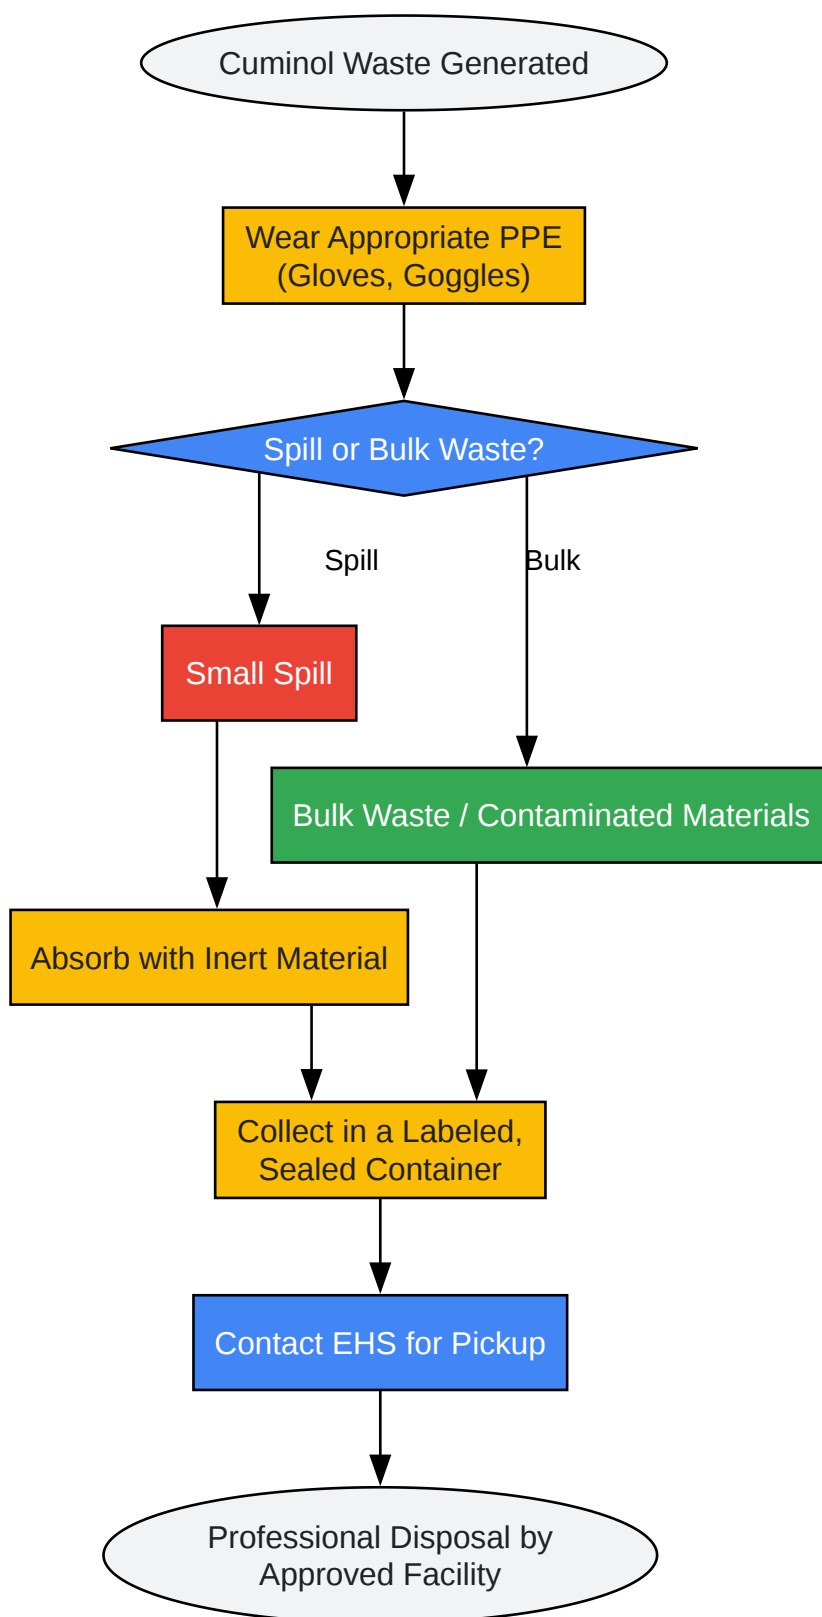 Cuminol Waste Generated
Wear Appropriate PPE
(Gloves, Goggles)
Spill or Bulk Waste?
Spill
Bulk
Small Spill
Bulk Waste / Contaminated Materials
Absorb with Inert Material
Collect in a Labeled,
Sealed Container
Contact EHS for Pickup
Professional Disposal by
Approved Facility